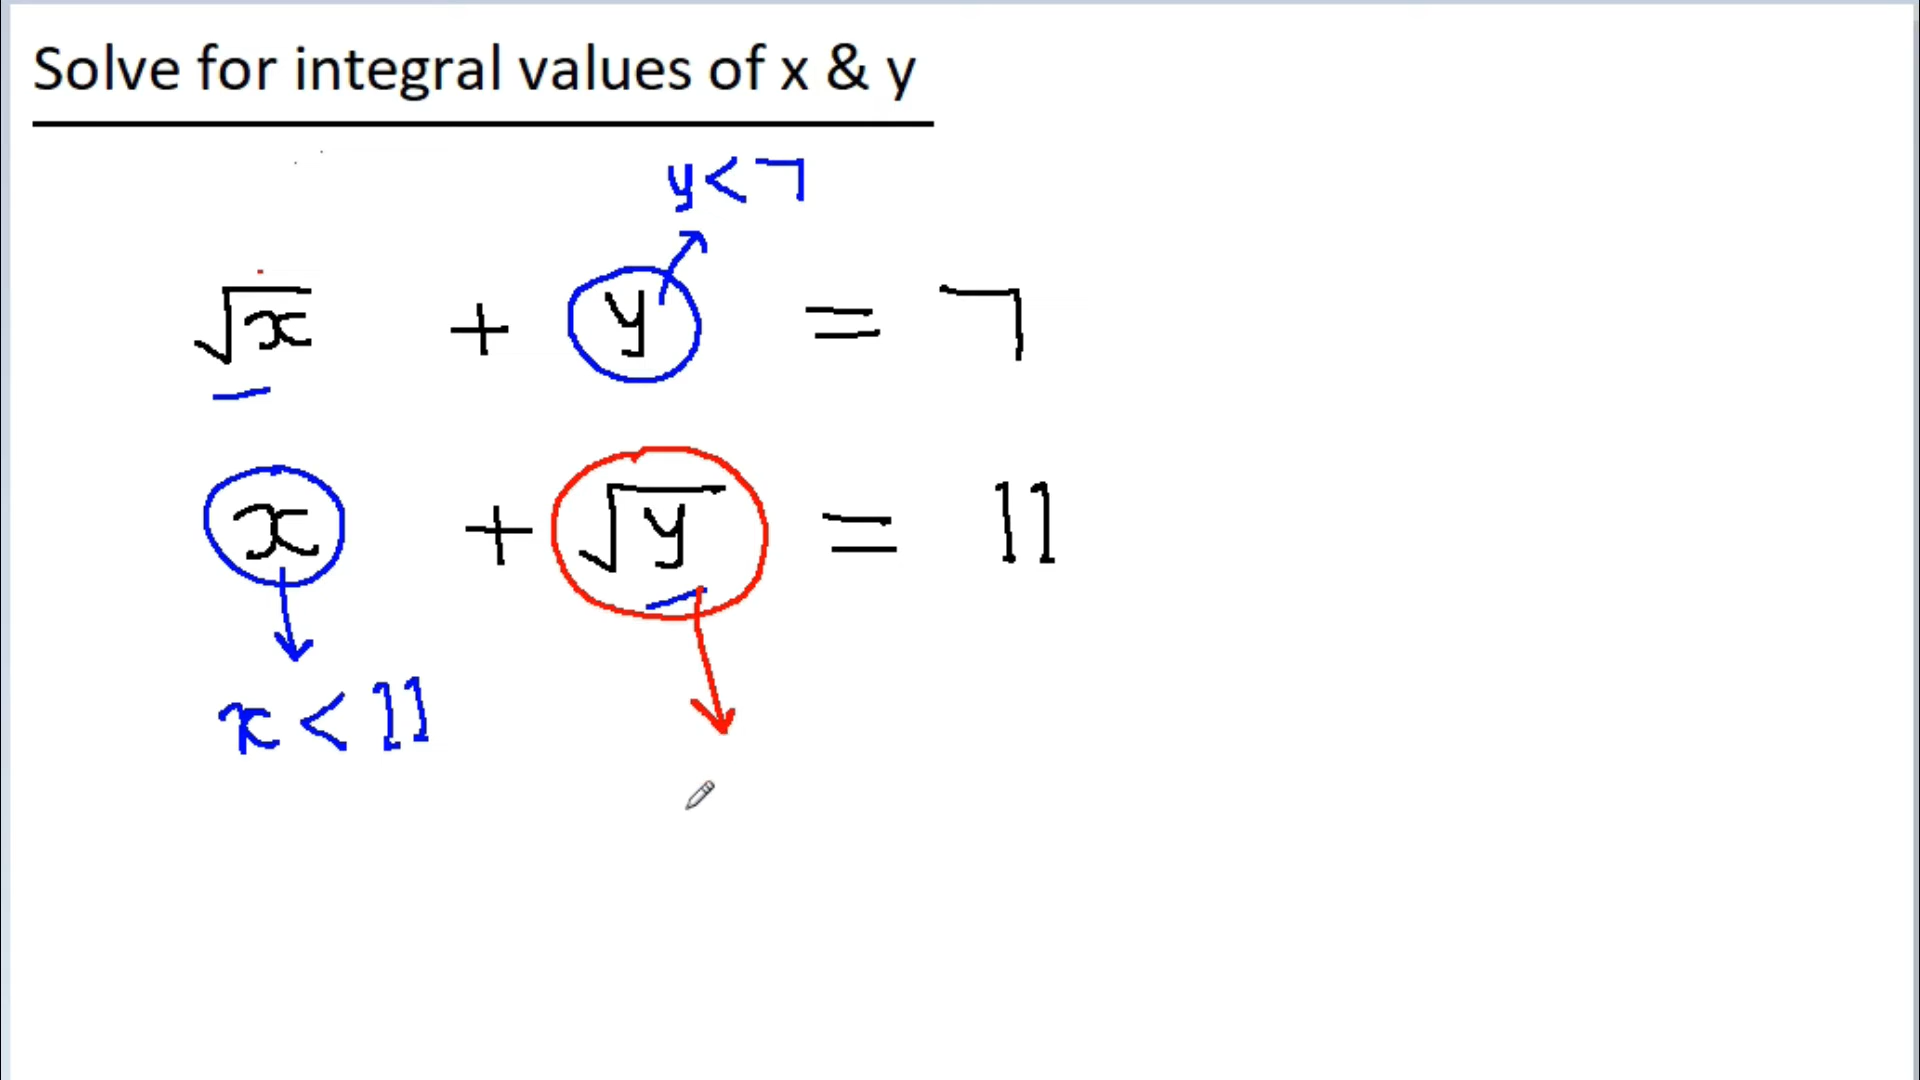 Solve for integral values of x & y
y < 7
√x + y = 7
x + √y = 11
x < 11